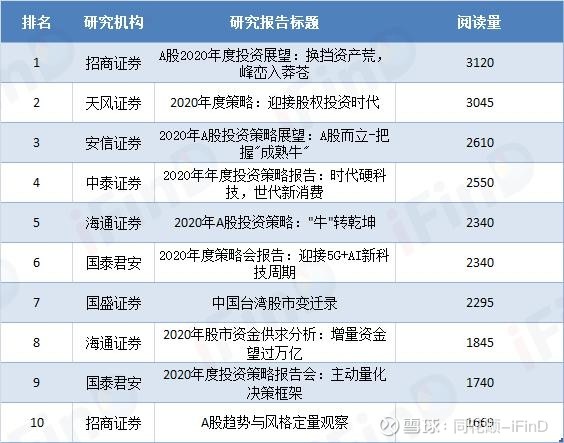 排名 研究机构 研究报告标题 阅读量
1 招商证券 A股2020年度投资展望：换挡资产荒，
峰峦入莽苍 3120
2 天风证券 2020年度策略：迎接股权投资时代 3045
3 安信证券 2020年A股投资策略展望：A股而立-把
握"成熟牛" 2610
4 中泰证券 2020年年度投资策略报告：时代硬科
技，世代新消费 2550
5 海通证券 2020年A股投资策略："牛"转乾坤 2340
6 国泰君安 2020年度策略会报告：迎接5G+AI新科
技周期 2340
7 国盛证券 中国台湾股市变迁录 2295
8 海通证券 2020年股市资金供求分析：增量资金
望过万亿 1845
9 国泰君安 2020年度投资策略报告会：主动量化
决策框架 1740
10 招商证券 A股趋势与风格定量观察 1669
iFinD
雪球：同花顺-iFinD